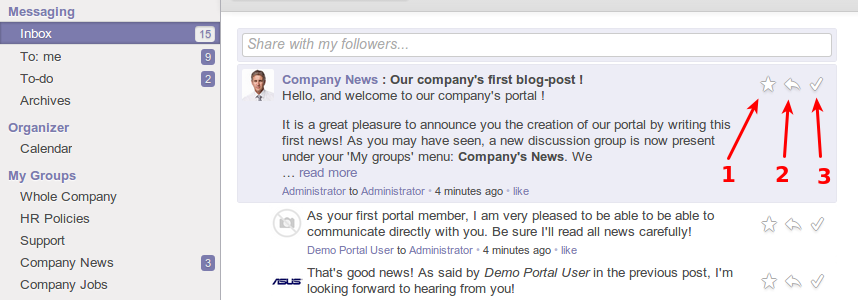 Messaging
Inbox 15
To: me 9
To-do 2
Archives
Organizer
Calendar
My Groups
Whole Company
HR Policies
Support
Company News 3
Company Jobs
Share with my followers...
Company News : Our company's first blog-post !
Hello, and welcome to our company's portal !
It is a great pleasure to announce you the creation of our portal by writing this
first news! As you may have seen, a new discussion group is now present
under your 'My groups' menu: Company's News. We
... read more
Administrator to Administrator • 4 minutes ago • like
1 2 3
As your first portal member, I am very pleased to be able to be able to
communicate directly with you. Be sure I'll read all news carefully!
Demo Portal User to Administrator • 4 minutes ago • like
ASUS
That's good news! As said by Demo Portal User in the previous post, I'm
looking forward to hearing from you!